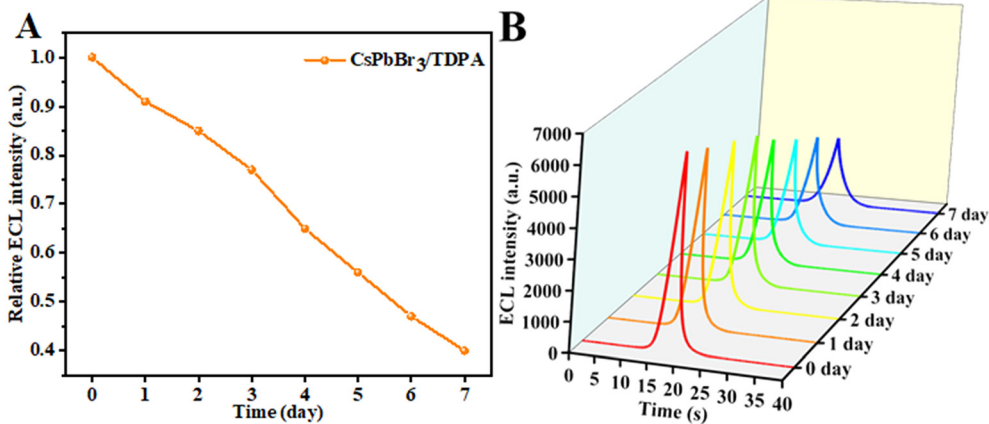 A
CsPbBr3/TDPA
Relative ECL intensity (a.u.)
1.0
0.9
0.8
0.7
0.6
0.5
0.4
0 1 2 3 4 5 6 7
Time (day)
B
ECL intensity (a.u.)
7000
6000
5000
4000
3000
2000
1000
0
0 5 10 15 20 25 30 35 40
Time (s)
7 day
6 day
5 day
4 day
3 day
2 day
1 day
0 day